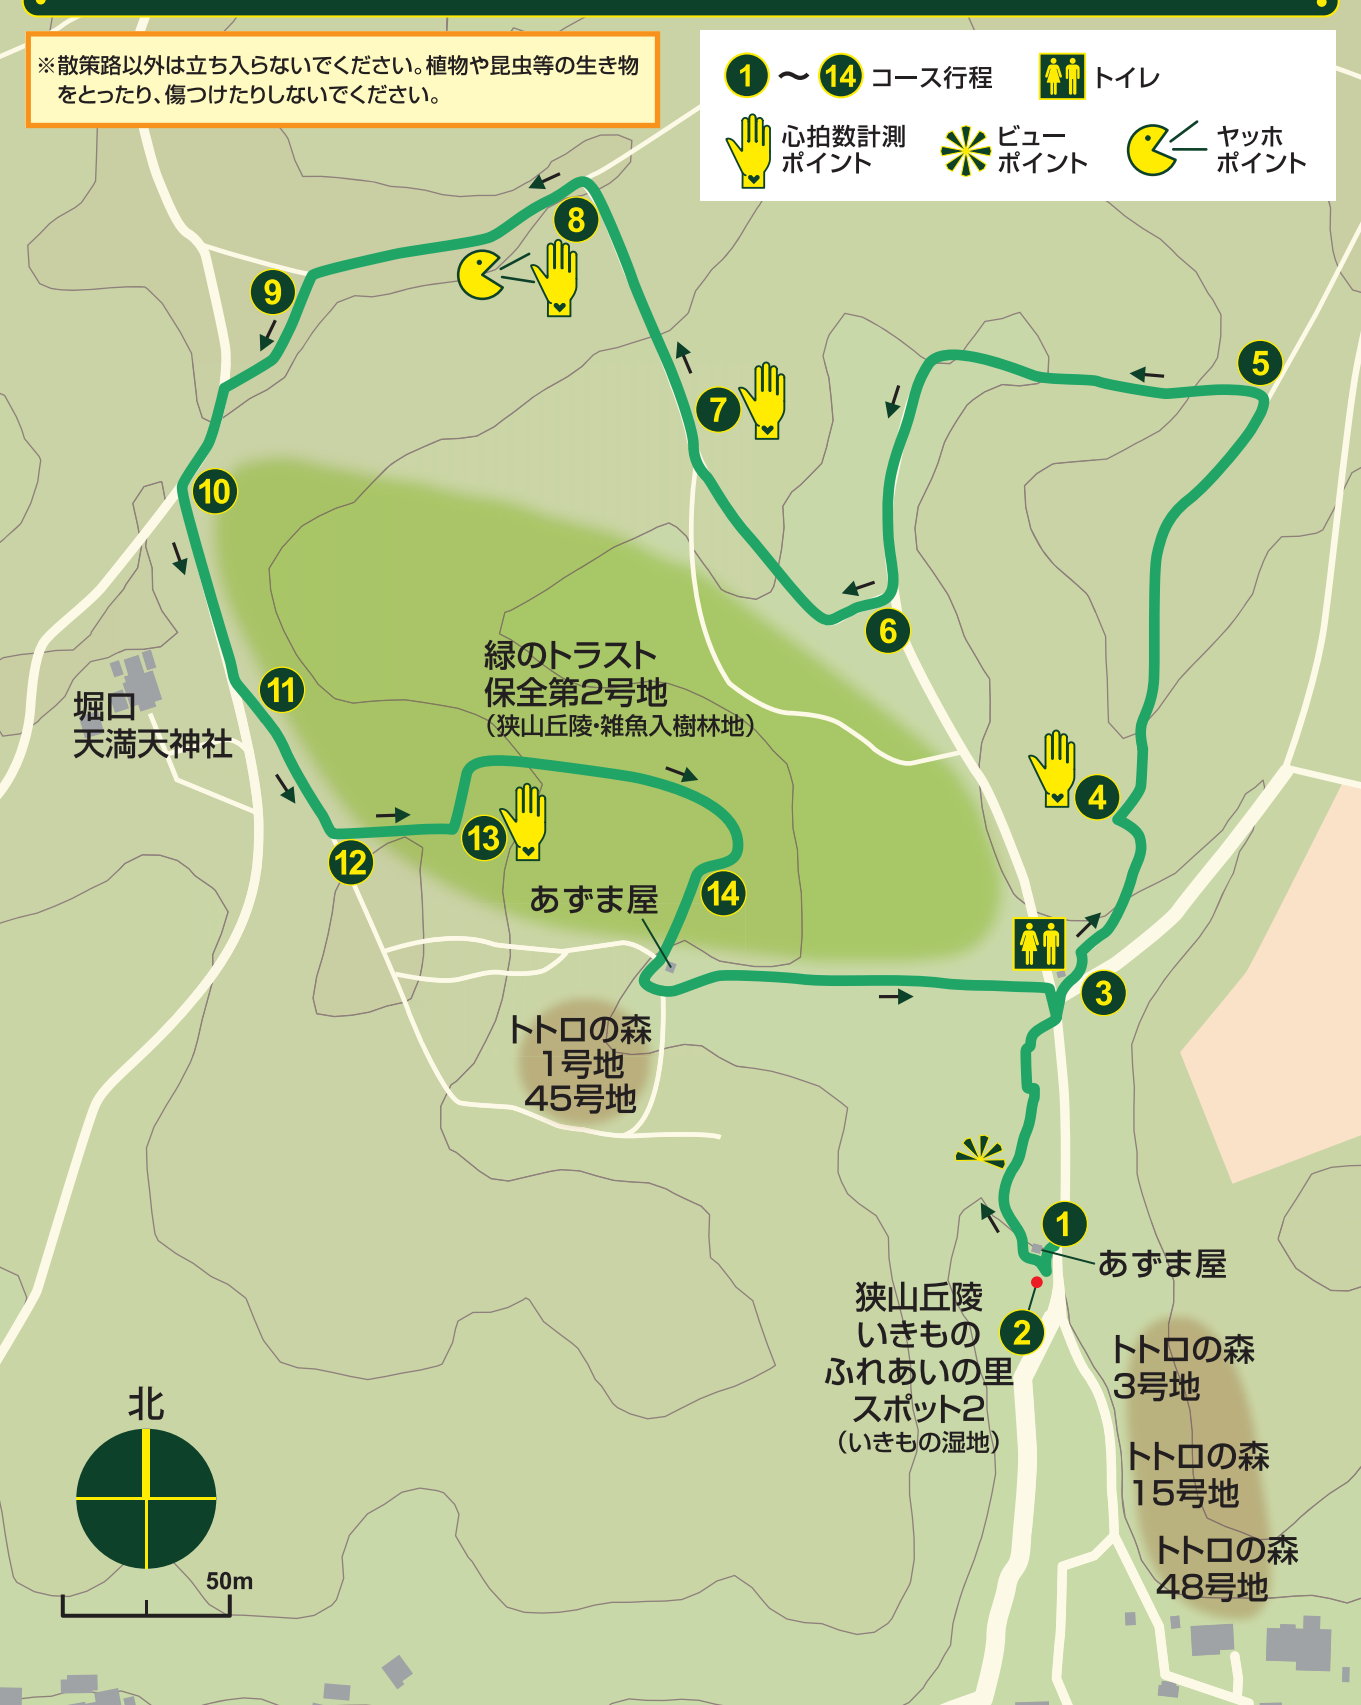 ※散策路以外は立ち入らないでください。植物や昆虫等の生き物
をとったり、傷つけたりしないでください。
1 〜 14 コース行程
トイレ
心拍数計測
ポイント
ビュー
ポイント
ヤッホ
ポイント
8
9
5
7
10
6
緑のトラスト
保全第2号地
(狭山丘陵・雑魚入樹林地)
11
堀口
天満天神社
4
13
12
あずま屋
14
3
トトロの森
1号地
45号地
1
あずま屋
2
狭山丘陵
いきもの
ふれあいの里
スポット2
(いきもの湿地)
トトロの森
3号地
トトロの森
15号地
トトロの森
48号地
北
50m